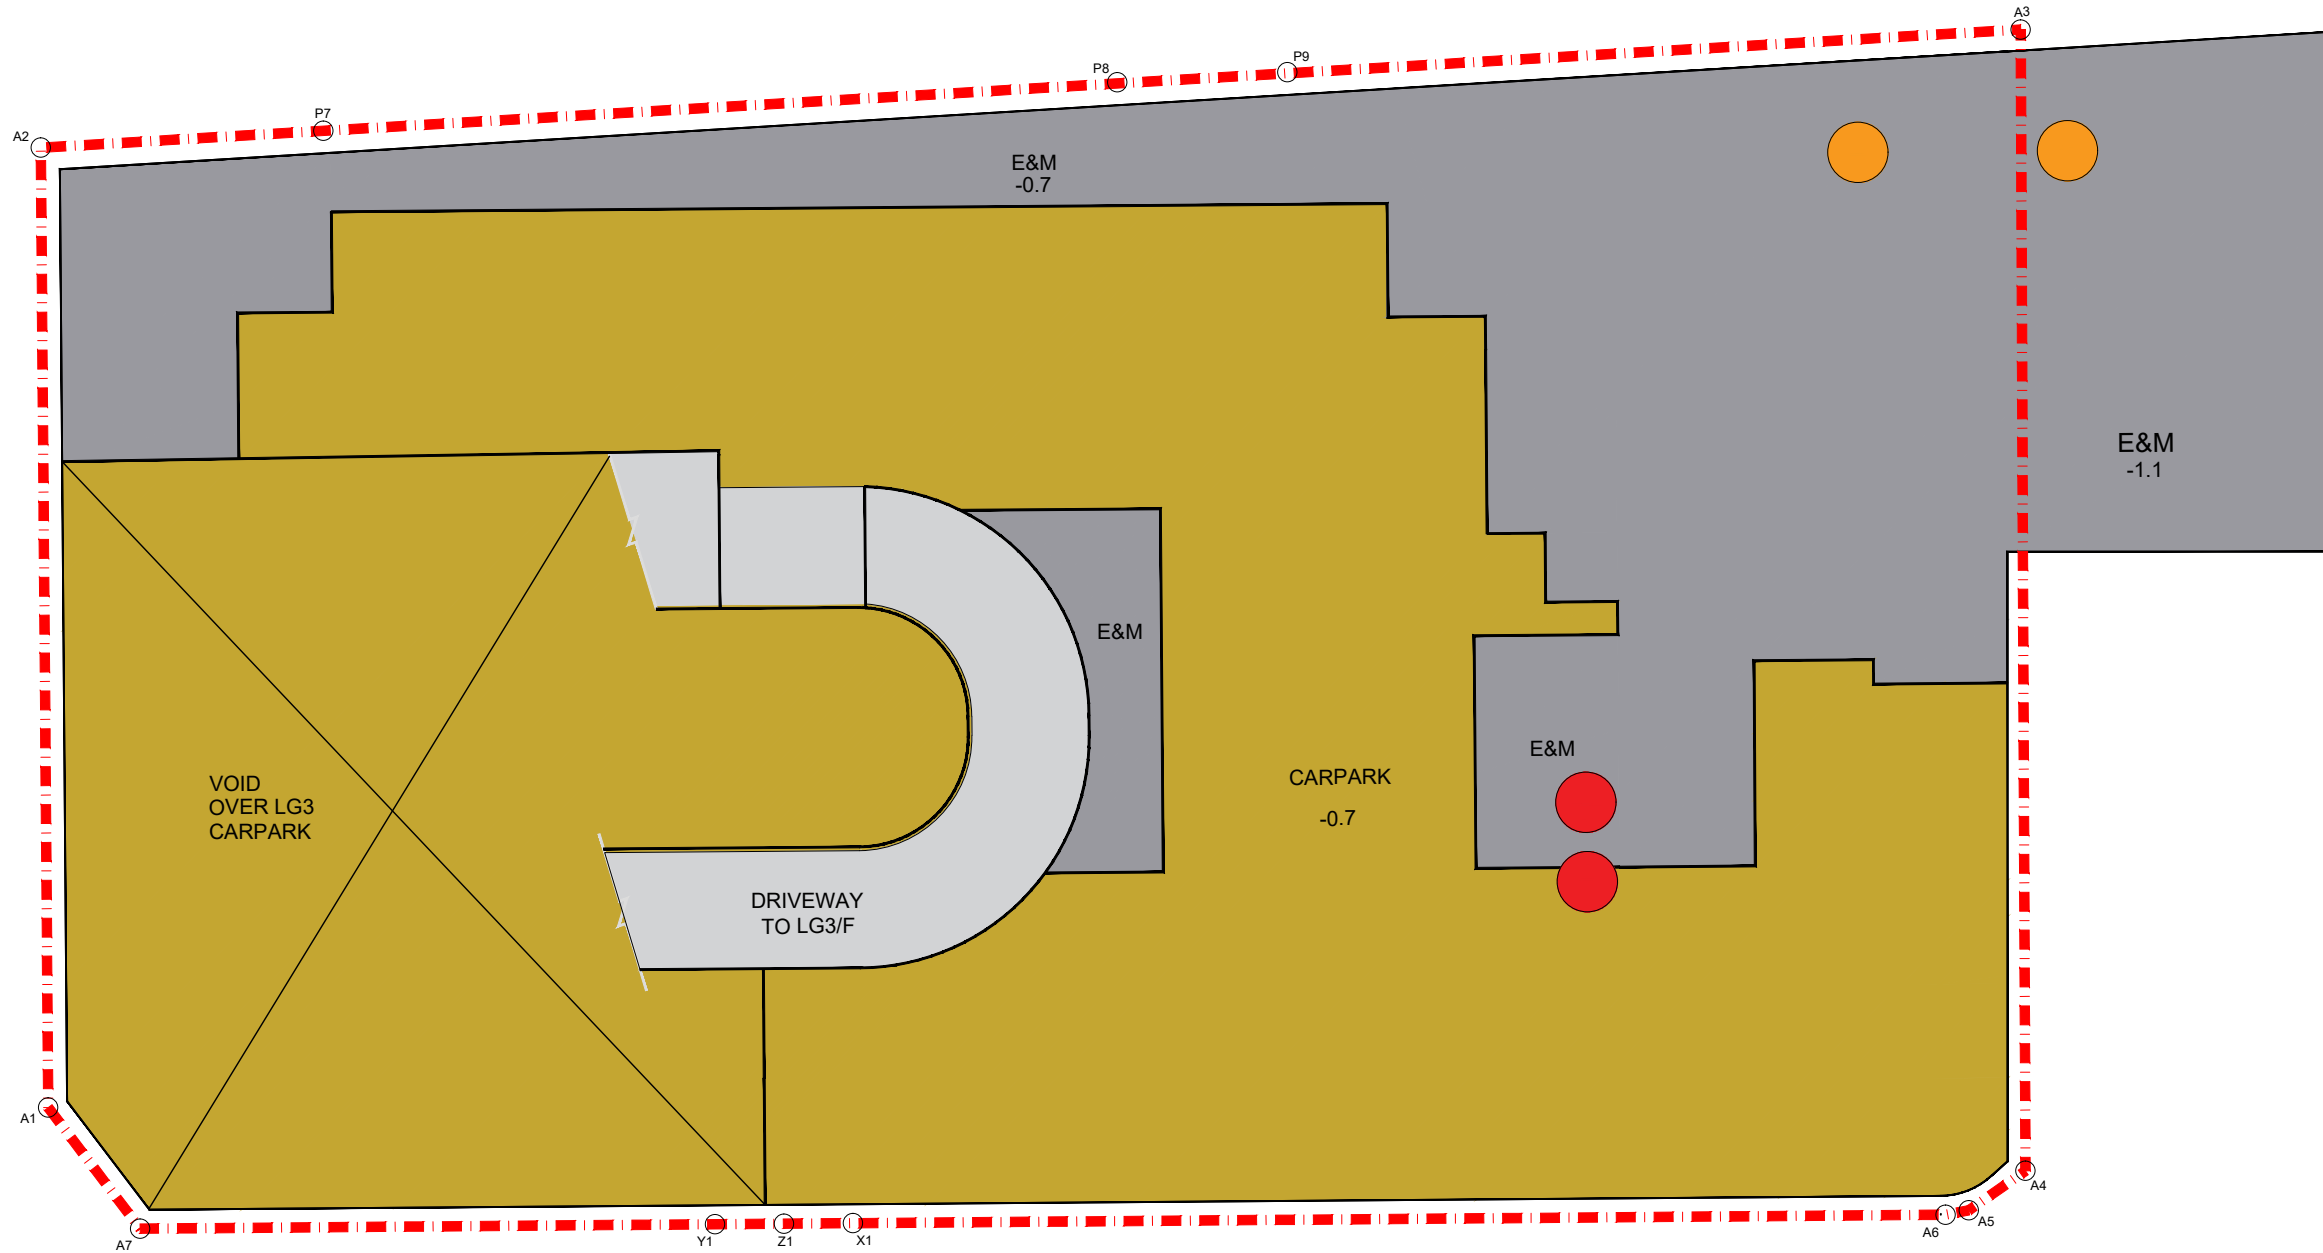 A3
P9
P8
P7
A2
E&M
-0.7
E&M
-1.1
E&M
E&M
CARPARK
-0.7
VOID
OVER LG3
CARPARK
DRIVEWAY
TO LG3/F
A1
A4
A5
A6
A7
Y1
Z1
X1